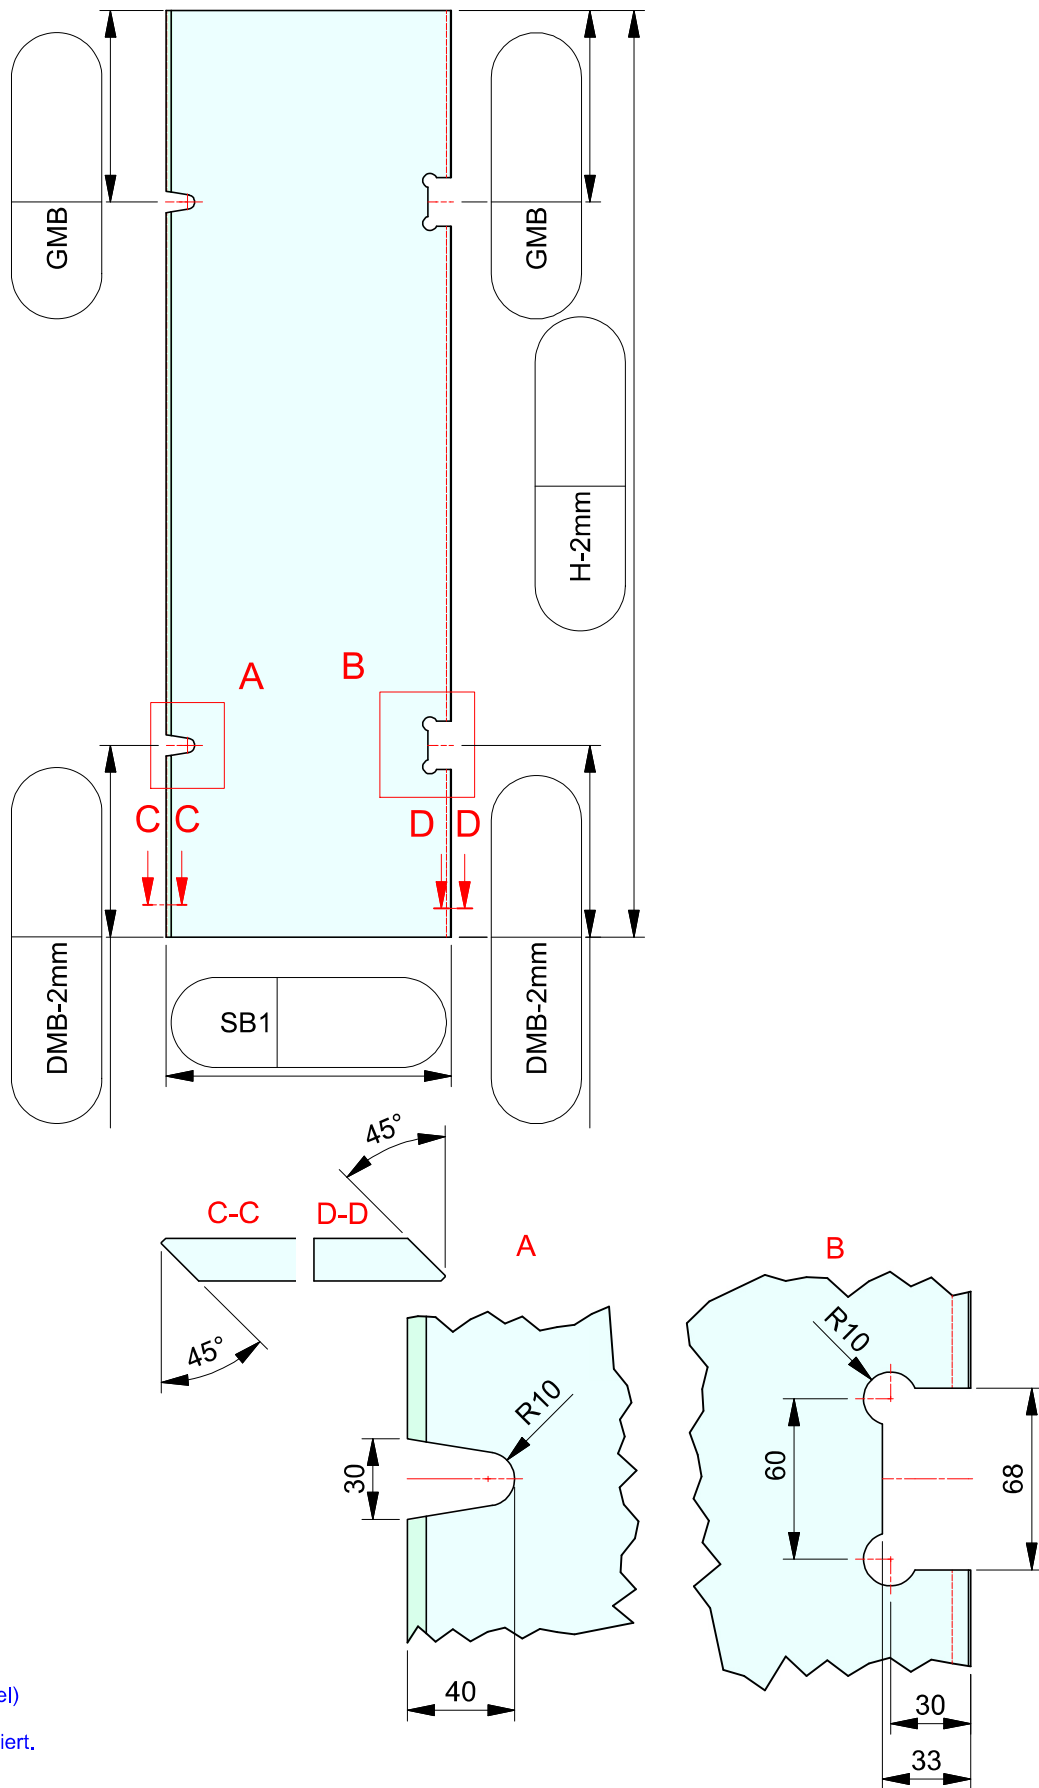 GMB
GMB
H-2mm
A
B
C C
D D
DMB-2mm
DMB-2mm
SB1
45°
C-C
D-D
A
B
45°
R10
R10
30
60
68
40
30
33
el)
iert.